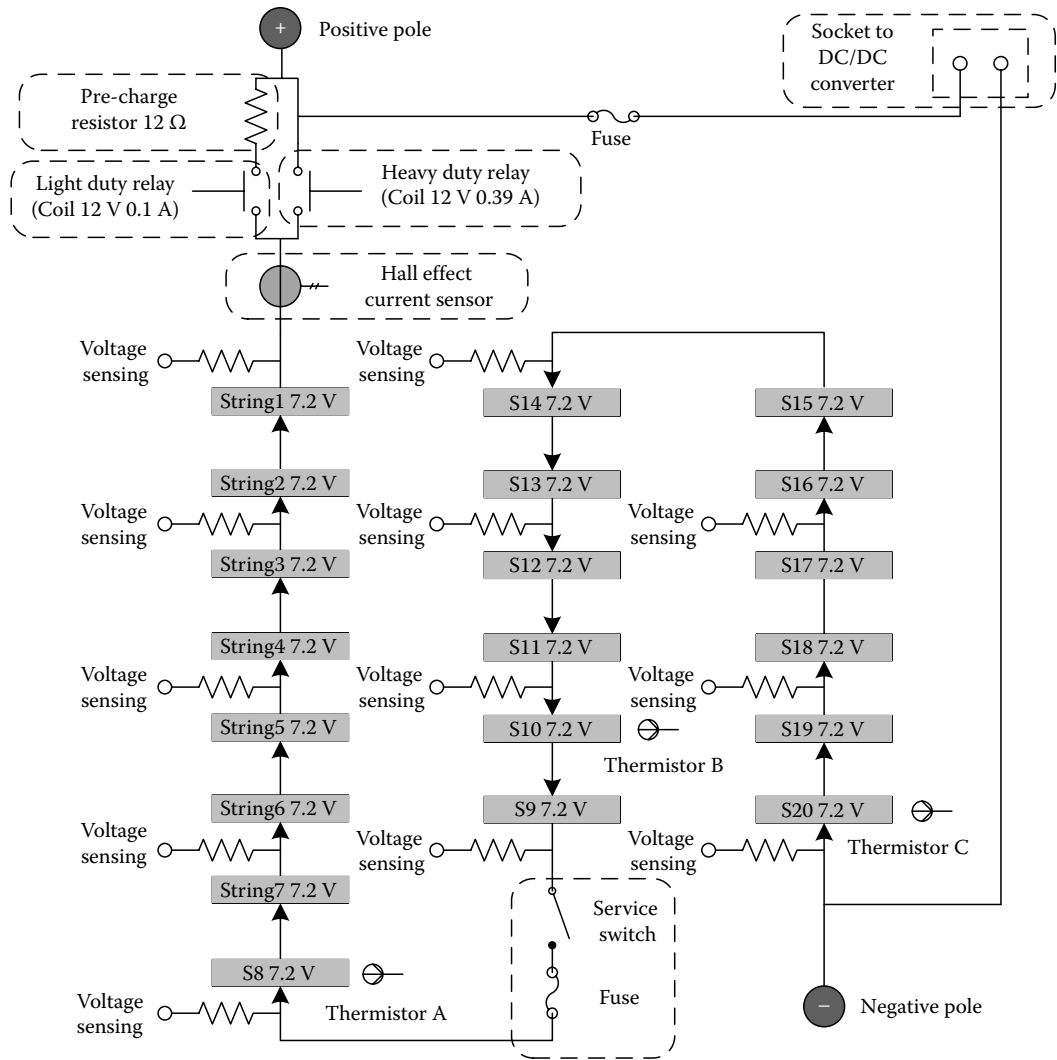 +
Positive pole
Socket to
DC/DC
converter
Pre-charge
resistor 12 Ω
Fuse
Light duty relay
(Coil 12 V 0.1 A)
Heavy duty relay
(Coil 12 V 0.39 A)
Hall effect
current sensor
Voltage
sensing
String1 7.2 V
Voltage
sensing
S14 7.2 V
S15 7.2 V
String2 7.2 V
S13 7.2 V
S16 7.2 V
Voltage
sensing
Voltage
sensing
Voltage
sensing
String3 7.2 V
S12 7.2 V
S17 7.2 V
String4 7.2 V
S11 7.2 V
S18 7.2 V
Voltage
sensing
Voltage
sensing
Voltage
sensing
String5 7.2 V
S10 7.2 V
S19 7.2 V
Thermistor B
String6 7.2 V
S9 7.2 V
S20 7.2 V
Thermistor C
Voltage
sensing
Voltage
sensing
Voltage
sensing
String7 7.2 V
Service
switch
S8 7.2 V
Thermistor A
Fuse
Voltage
sensing
−
Negative pole